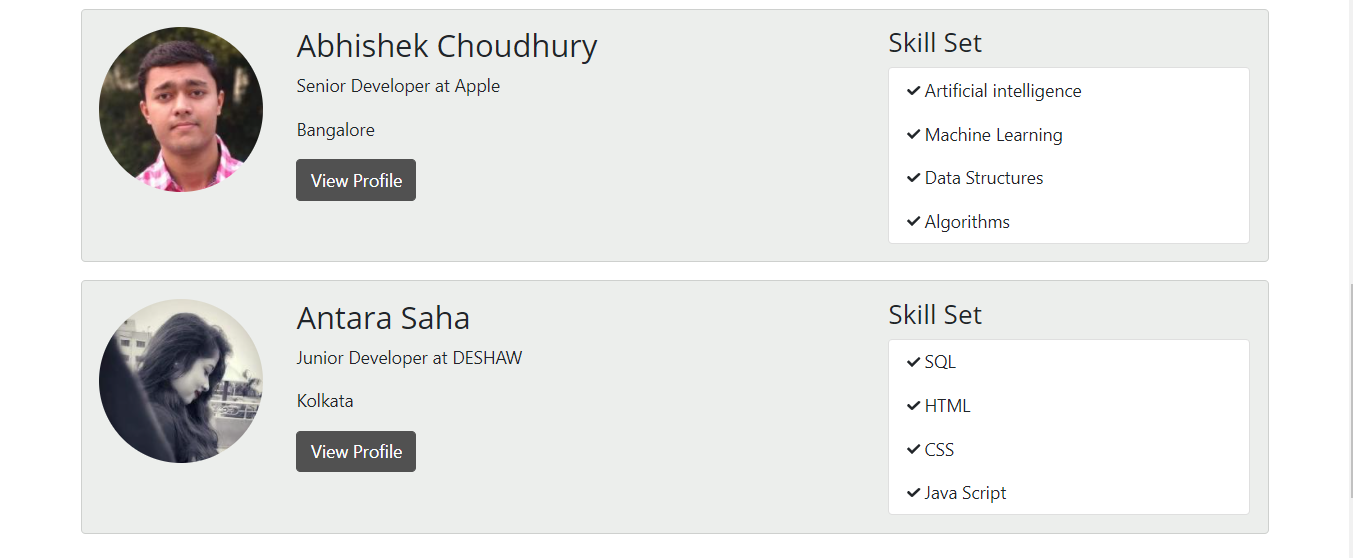 Abhishek Choudhury
Senior Developer at Apple
Bangalore
View Profile
Skill Set
Artificial intelligence
Machine Learning
Data Structures
Algorithms
Antara Saha
Junior Developer at DESHAW
Kolkata
View Profile
Skill Set
SQL
HTML
CSS
Java Script